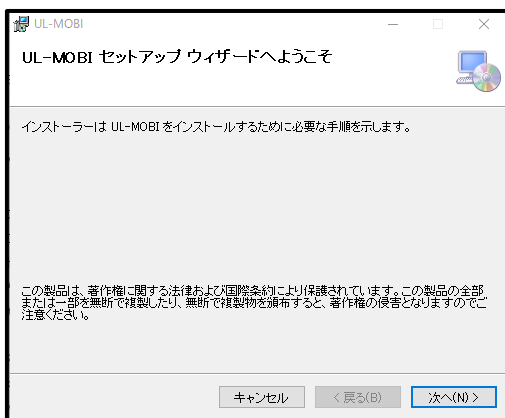 UL-MOBI
UL-MOBI セットアップ ウィザードへようこそ
インストーラーは UL-MOBI をインストールするために必要な手順を示します。
この製品は、著作権に関する法律および国際条約により保護されています。この製品の全部
または一部を無断で複製したり、無断で複製物を頒布すると、著作権の侵害となりますのでご
注意ください。
キャンセル
< 戻る(B)
次へ(N) >